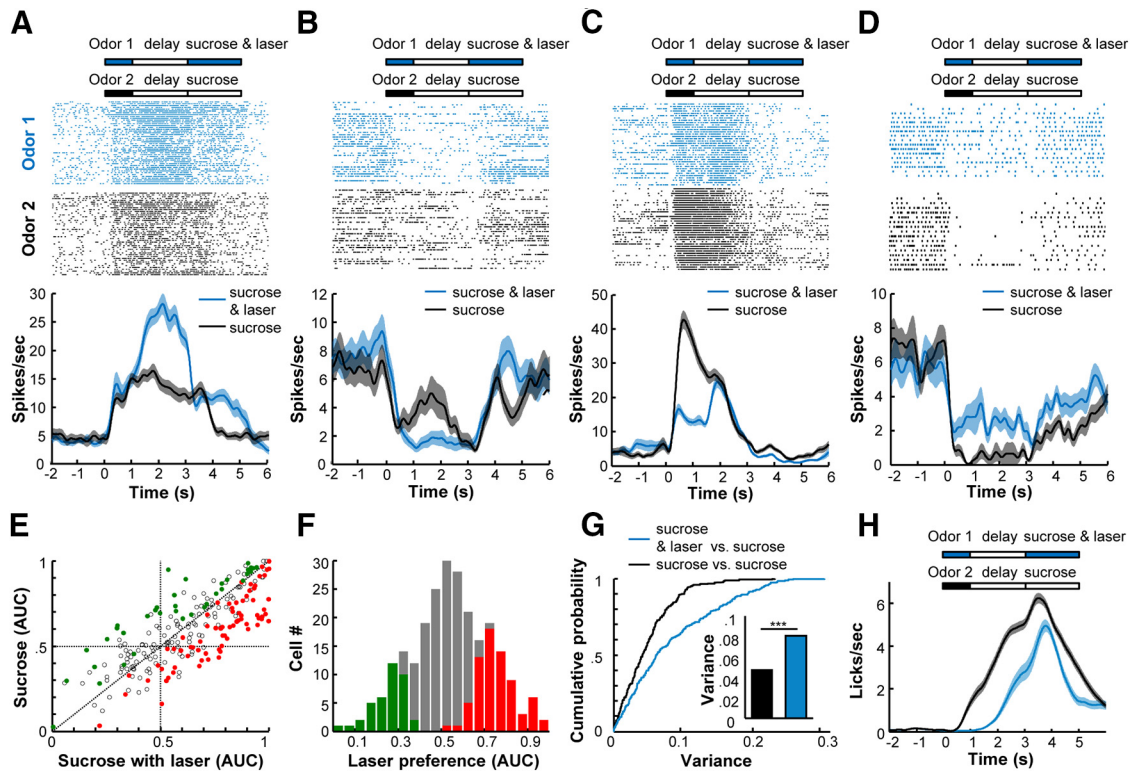 A
Odor 1 delay sucrose & laser
Odor 2 delay sucrose
Odor 1
Odor 2
30
25
20
15
10
5
0
Spikes/sec
sucrose
& laser
sucrose
-2 -1 0 1 2 3 4 5 6
Time (s)
B
Odor 1 delay sucrose & laser
Odor 2 delay sucrose
12
10
8
6
4
2
0
Spikes/sec
sucrose & laser
sucrose
-2 -1 0 1 2 3 4 5 6
Time (s)
C
Odor 1 delay sucrose & laser
Odor 2 delay sucrose
50
40
30
20
10
0
Spikes/sec
sucrose & laser
sucrose
-2 -1 0 1 2 3 4 5 6
Time (s)
D
Odor 1 delay sucrose & laser
Odor 2 delay sucrose
10
8
6
4
2
0
Spikes/sec
sucrose & laser
sucrose
-2 -1 0 1 2 3 4 5 6
Time (s)
E
1
.5
0
Sucrose (AUC)
0 0.5 1
Sucrose with laser (AUC)
F
30
20
10
0
Cell #
0.1 0.3 0.5 0.7 0.9
Laser preference (AUC)
G
sucrose
& laser vs. sucrose
sucrose vs. sucrose
1
.5
0
Cumulative probability
0 0.1 0.2 0.3
Variance
.1
.08
.06
.04
.02
0
Variance
***
H
Odor 1 delay sucrose & laser
Odor 2 delay sucrose
6
4
2
0
Licks/sec
-1 0 1 2 3 4 5
Time (s)